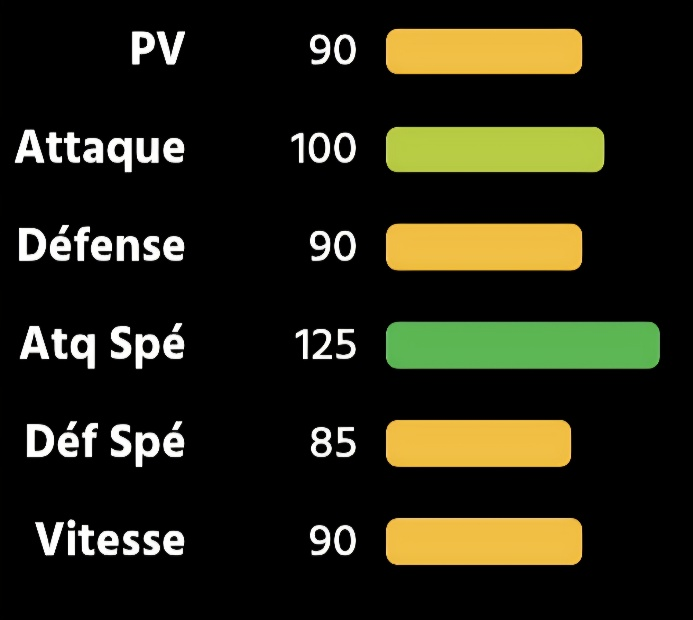 PV 90
Attaque 100
Défense 90
Atq Spé 125
Déf Spé 85
Vitesse 90